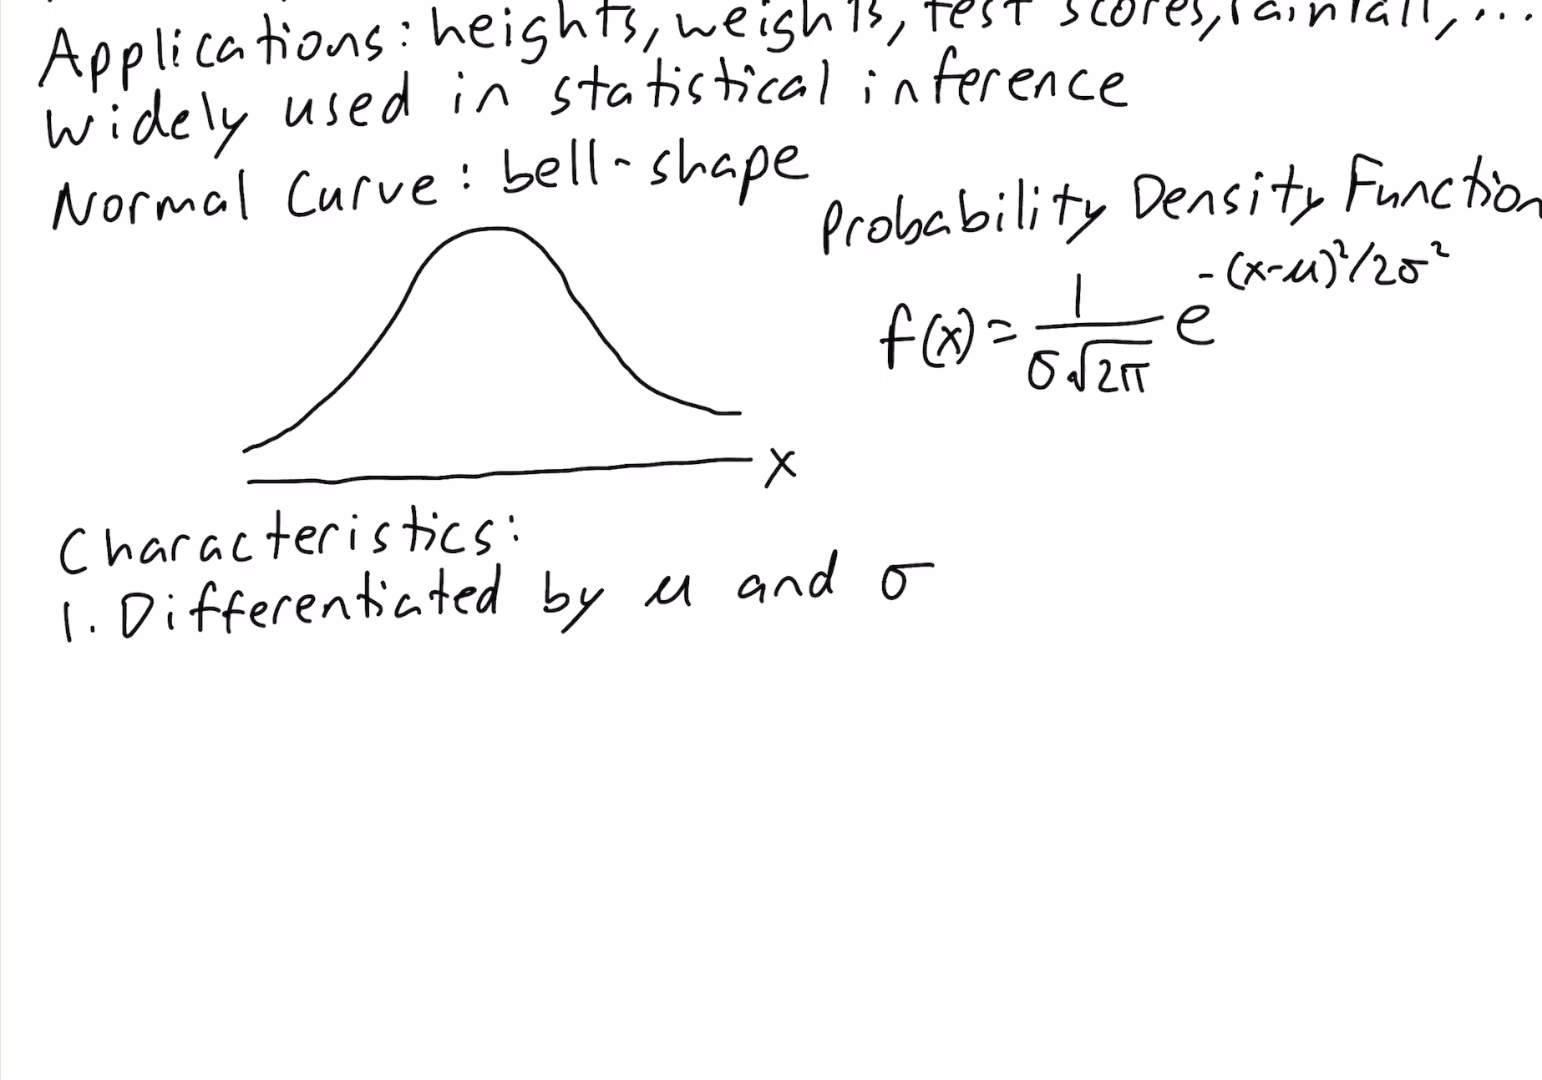 Applications: heights, weights, test scores, rainfall, ...
Widely used in statistical inference
Normal Curve: bell-shape
Probability Density Function
f(x) = 1/(σ√2π) e^-(x-μ)²/2σ²
x
Characteristics:
1. Differentiated by μ and σ